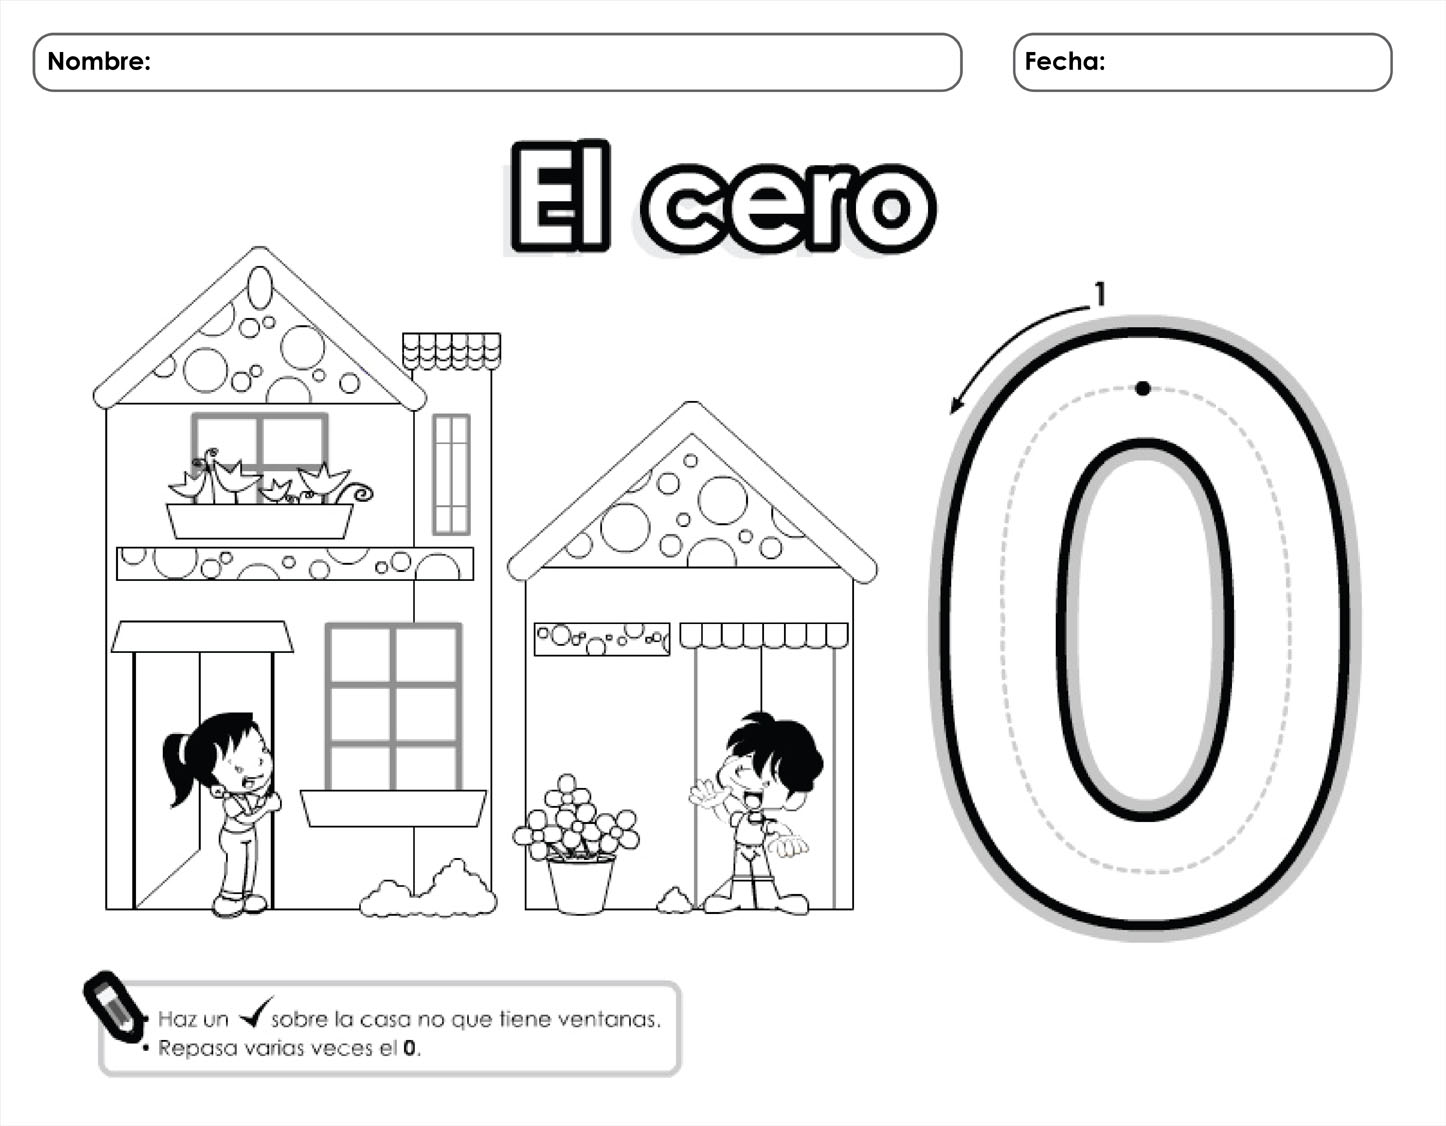 Nombre:
Fecha:
El cero
1
0
• Haz un ✓ sobre la casa no que tiene ventanas.
• Repasa varias veces el 0.